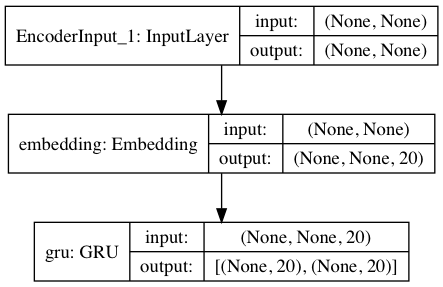 EncoderInput_1: InputLayer
input: (None, None)
output: (None, None)
embedding: Embedding
input: (None, None)
output: (None, None, 20)
gru: GRU
input: (None, None, 20)
output: [(None, 20), (None, 20)]